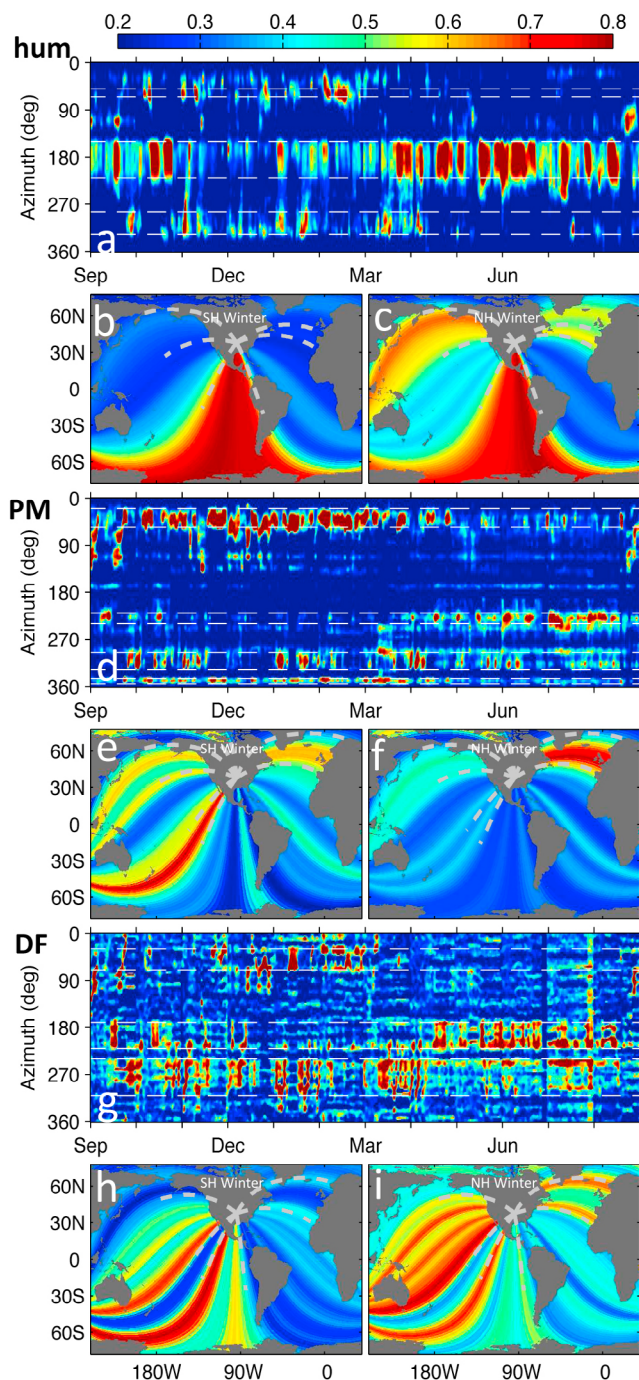 0.2 0.3 0.4 0.5 0.6 0.7 0.8
hum
0
90
180
270
360
Azimuth (deg)
a
Sep Dec Mar Jun
b SH Winter c NH Winter
60N
30N
0
30S
60S
PM
0
90
180
270
360
Azimuth (deg)
d
Sep Dec Mar Jun
e SH Winter f NH Winter
60N
30N
0
30S
60S
DF
0
90
180
270
360
Azimuth (deg)
g
Sep Dec Mar Jun
h SH Winter i NH Winter
60N
30N
0
30S
60S
180W 90W 0 180W 90W 0